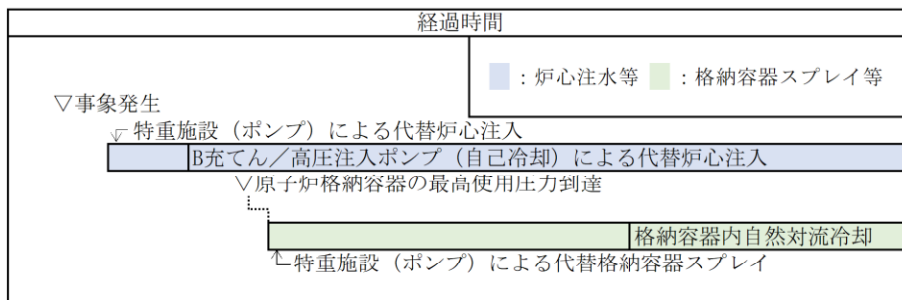 経過時間
：炉心注水等 ：格納容器スプレイ等
▽事象発生
特重施設（ポンプ）による代替炉心注入
B充てん／高圧注入ポンプ（自己冷却）による代替炉心注入
▽原子炉格納容器の最高使用圧力到達
格納容器内自然対流冷却
特重施設（ポンプ）による代替格納容器スプレイ